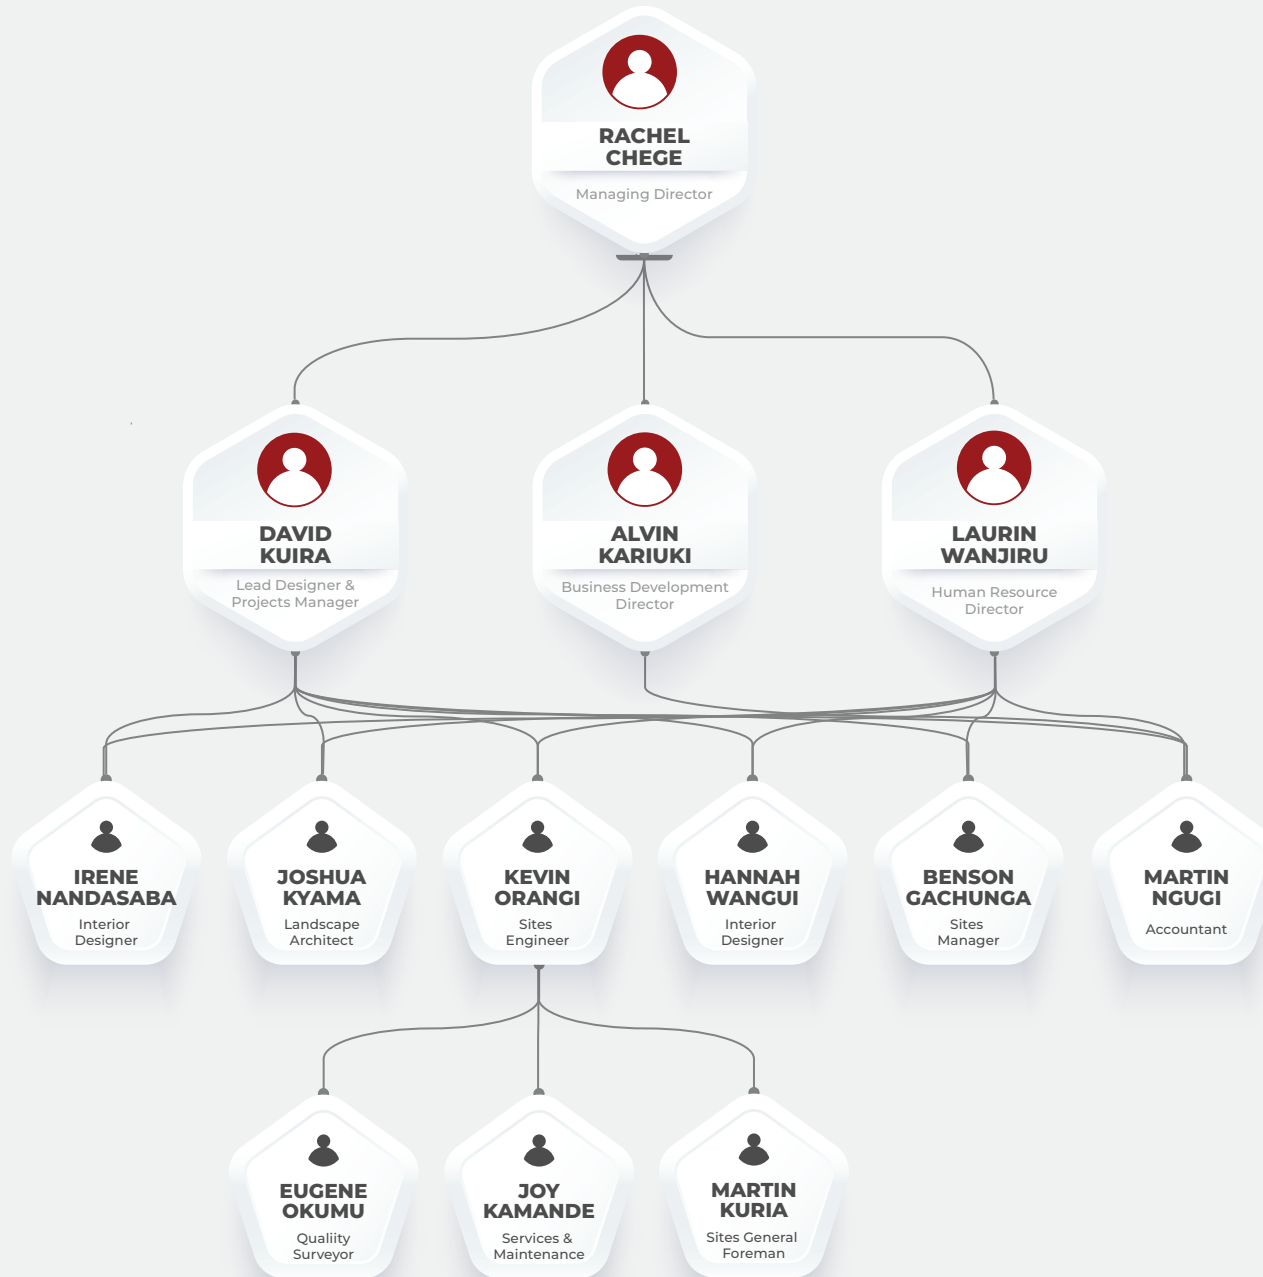 RACHEL
CHEGE
Managing Director
DAVID
KUIRA
Lead Designer &
Projects Manager
ALVIN
KARIUKI
Business Development
Director
LAURIN
WANJIRU
Human Resource
Director
IRENE
NANDASABA
Interior
Designer
JOSHUA
KYAMA
Landscape
Architect
KEVIN
ORANGI
Sites
Engineer
HANNAH
WANGUI
Interior
Designer
BENSON
GACHUNGA
Sites
Manager
MARTIN
NGUGI
Accountant
EUGENE
OKUMU
Qualiity
Surveyor
JOY
KAMANDE
Services &
Maintenance
MARTIN
KURIA
Sites General
Foreman